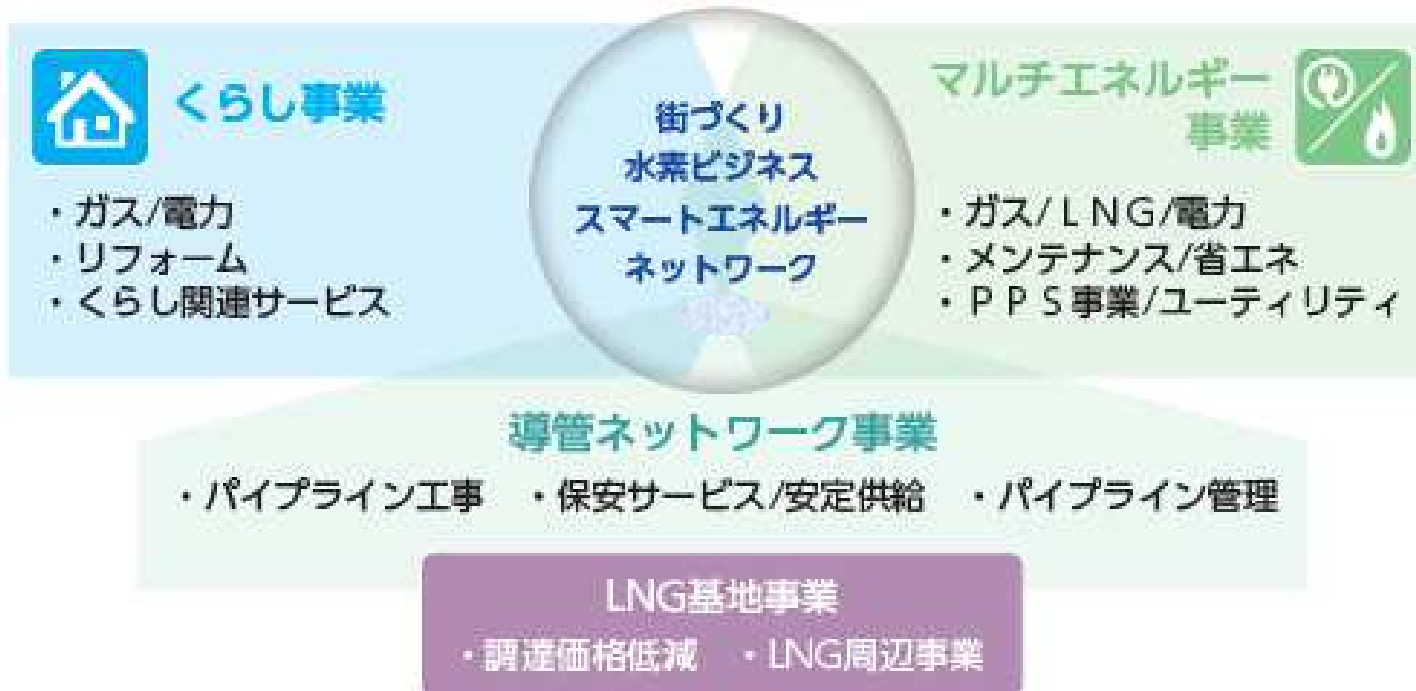 くらし事業
・ガス/電力
・リフォーム
・くらし関連サービス
街づくり
水素ビジネス
スマートエネルギー
ネットワーク
マルチエネルギー
事業
・ガス/ＬＮＧ/電力
・メンテナンス/省エネ
・ＰＰＳ事業/ユーティリティ
導管ネットワーク事業
・パイプライン工事　・保安サービス/安定供給　・パイプライン管理
LNG基地事業
・調達価格低減　・LNG周辺事業